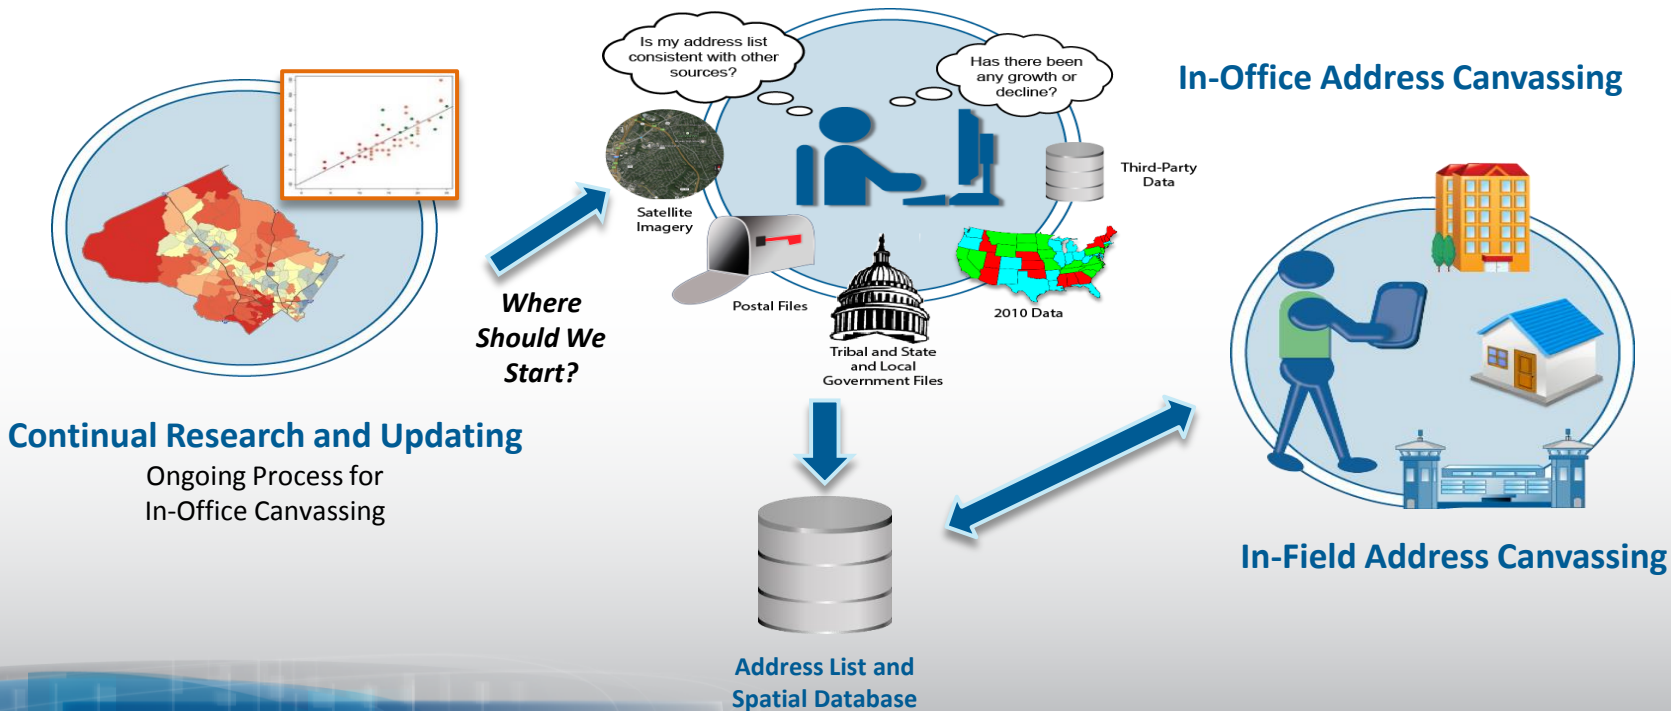 Is my address list
consistent with other
sources?
Has there been
any growth or
decline?
In-Office Address Canvassing
Third-Party
Data
Satellite
Imagery
Postal Files
2010 Data
Tribal and State
and Local
Government Files
Where
Should We
Start?
Continual Research and Updating
Ongoing Process for
In-Office Canvassing
In-Field Address Canvassing
Address List and
Spatial Database